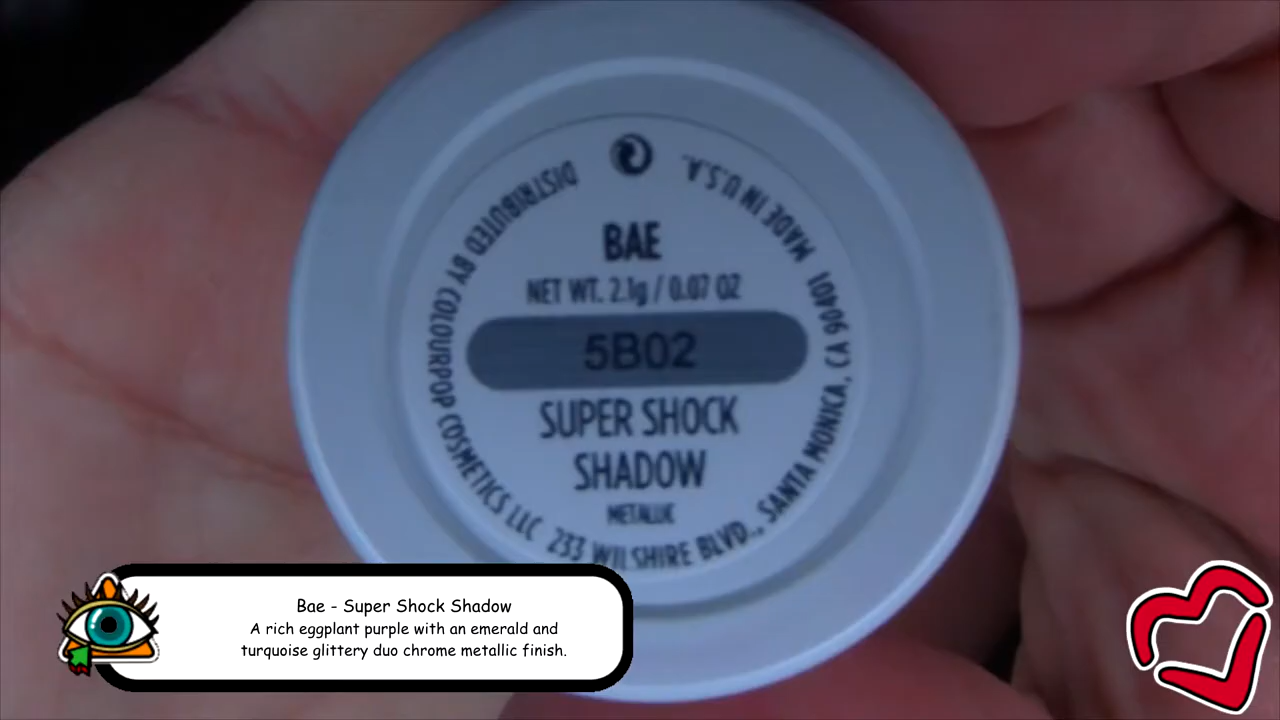 BAE
NET WT. 2.1g / 0.07 OZ
5B02
SUPER SHOCK
SHADOW
METALLIC
DISTRIBUTED BY COLOURPOP COSMETICS LLC 233 WILSHIRE BLVD., SANTA MONICA, CA 90401 MADE IN U.S.A.
Bae - Super Shock Shadow
A rich eggplant purple with an emerald and
turquoise glittery duo chrome metallic finish.